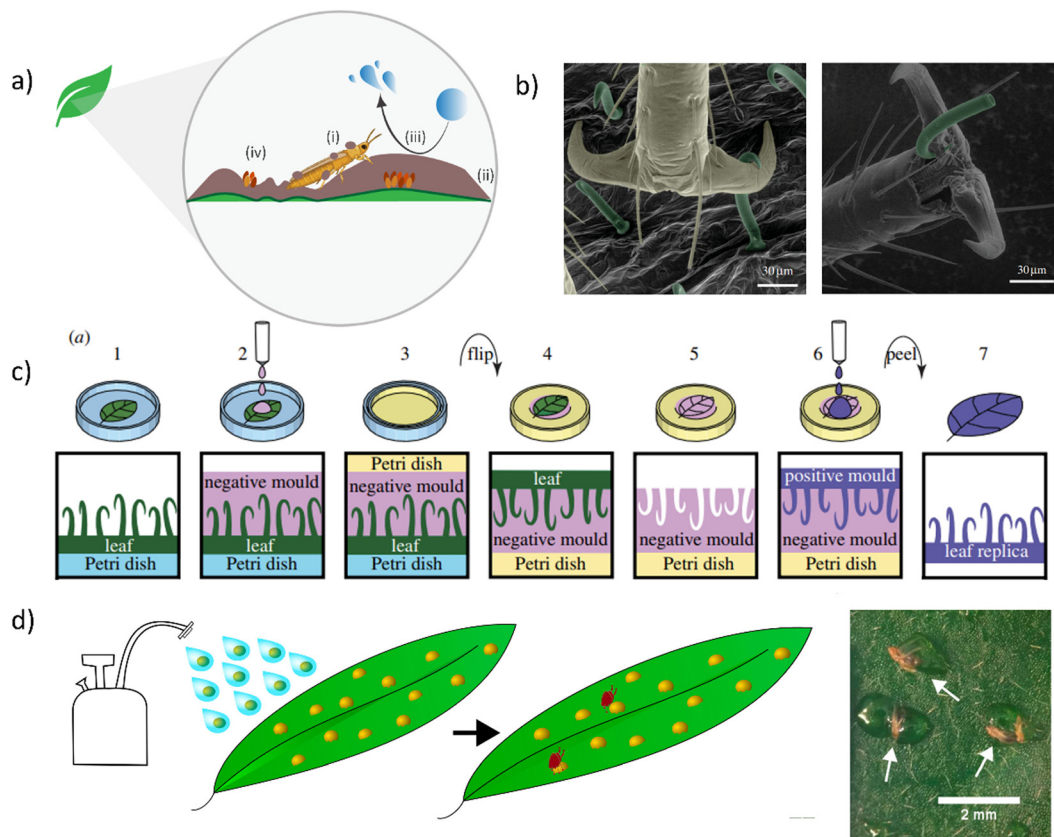 a)
(i)
(ii)
(iii)
(iv)
b)
30 μm
30 μm
c)
(a)
1
2
3
flip
4
5
6
peel
7
leaf
Petri dish
negative mould
leaf
Petri dish
Petri dish
negative mould
leaf
Petri dish
leaf
negative mould
Petri dish
negative mould
Petri dish
positive mould
negative mould
Petri dish
leaf replica
d)
2 mm